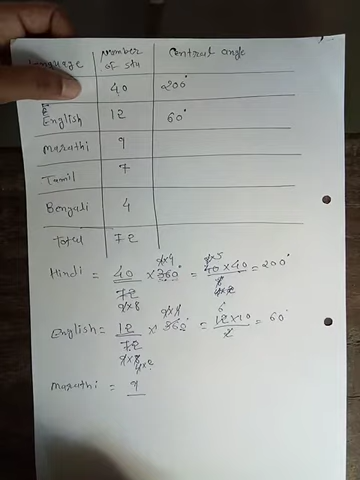 Language Number of stu Central angle
40 200°
English 12 60°
Marathi 9
Tamil 7
Bengali 4
Total 72
Hindi = 40/72 × 360° = 40×40/8 = 200°
English = 12/72 × 360° = 12×10/2 = 60°
Marathi = 9